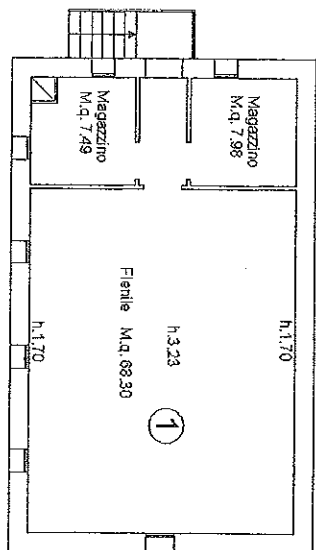 Magazzino
M.q. 7.98
Magazzino
M.q. 7.49
h.1.70
h.3.23
Fienile M.q. 68.30
h.1.70
1